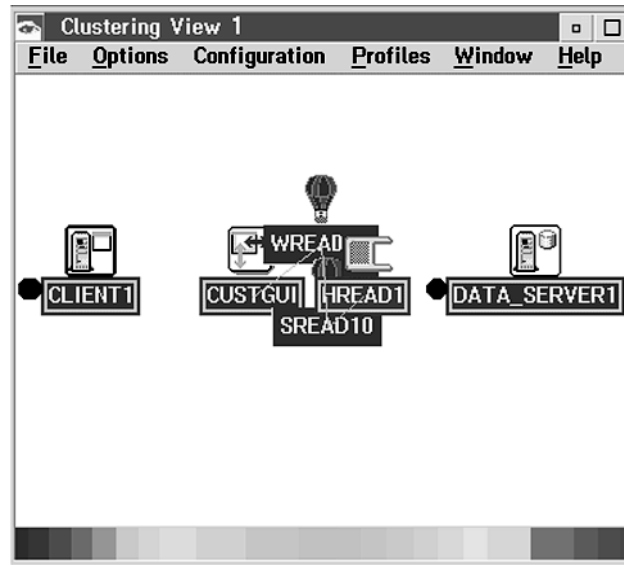 Clustering View 1
File Options Configuration Profiles Window Help
WREAD
CLIENT1 CUSTGUI HREAD1 DATA_SERVER1
SREAD10